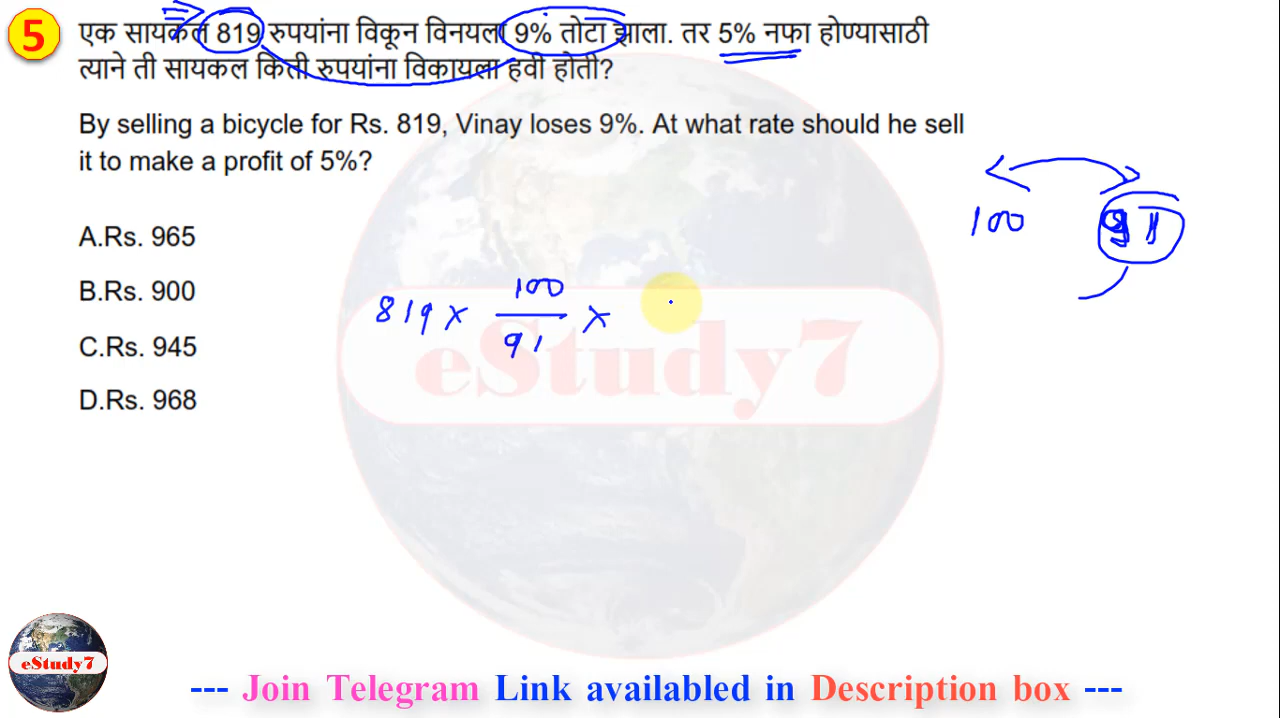 5
एक सायकल 819 रुपयांना विकून विनयला 9% तोटा झाला. तर 5% नफा होण्यासाठी
त्याने ती सायकल किती रुपयांना विकायला हवी होती?
By selling a bicycle for Rs. 819, Vinay loses 9%. At what rate should he sell
it to make a profit of 5%?
100 91
A.Rs. 965
B.Rs. 900
819 × 100/91 ×
C.Rs. 945
D.Rs. 968
eStudy7
eStudy7
--- Join Telegram Link availabled in Description box ---